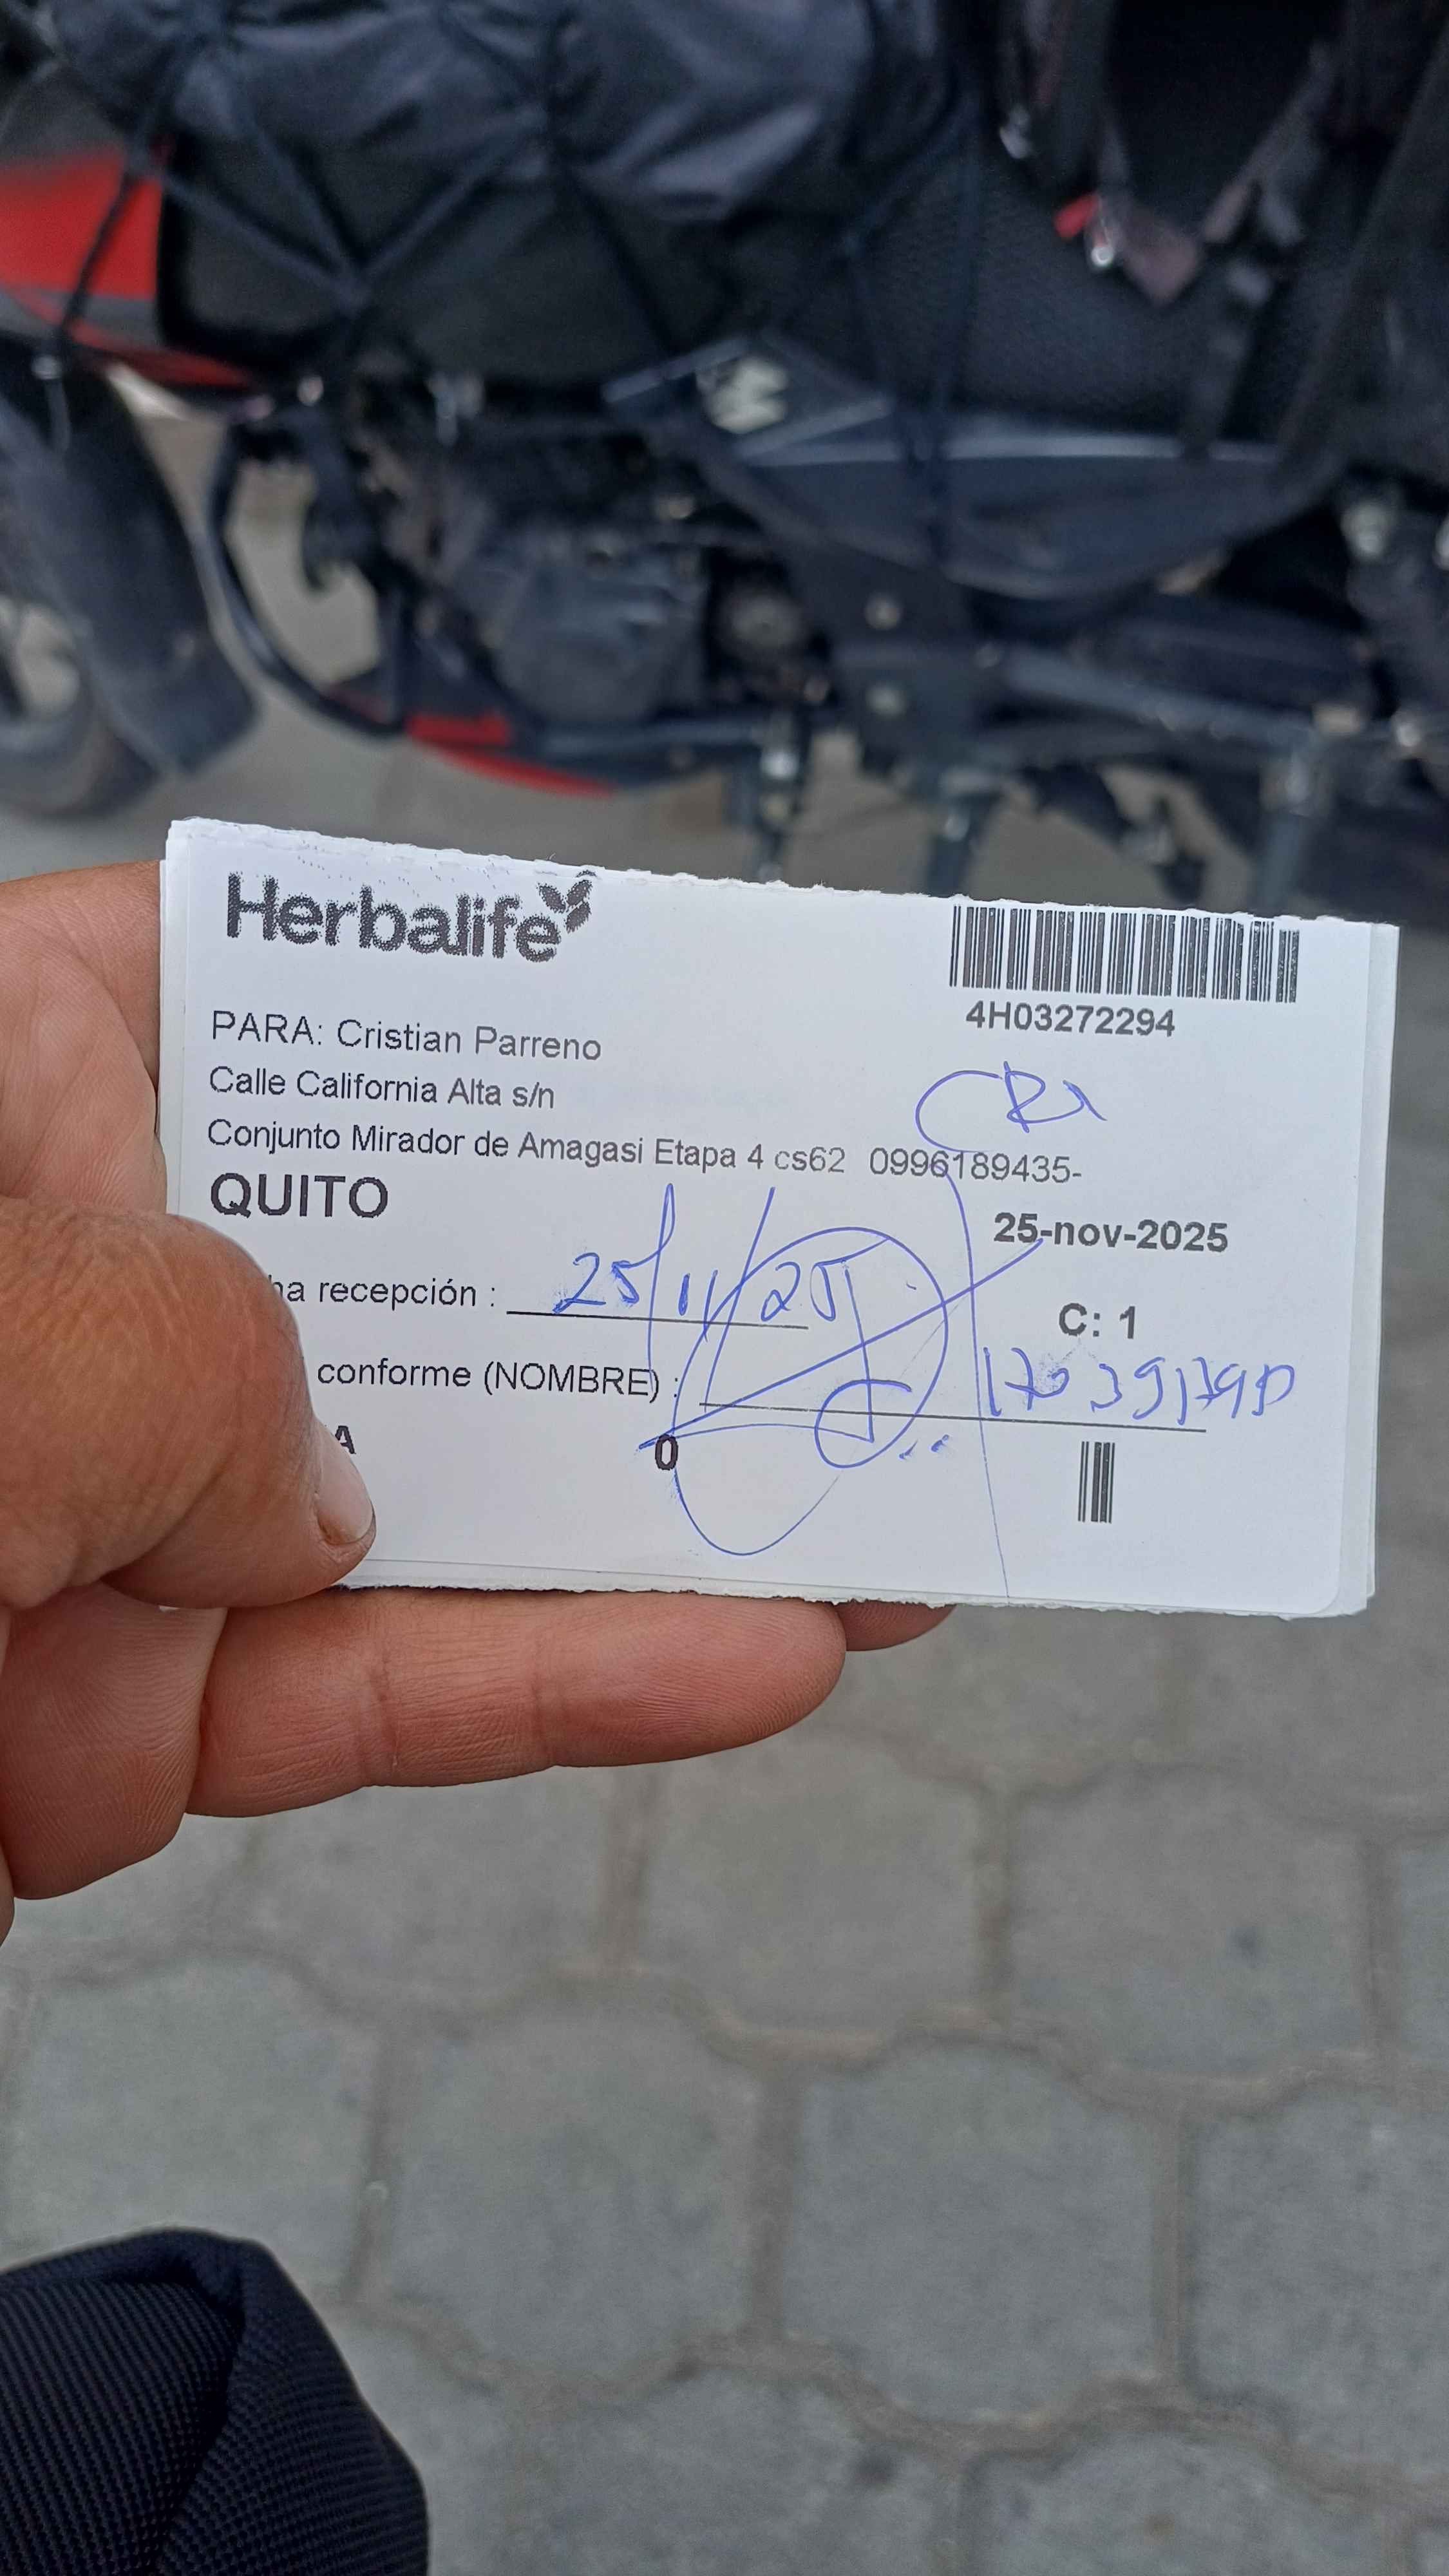 Herbalife
4H03272294
PARA: Cristian Parreno
Calle California Alta s/n
Conjunto Mirador de Amagasi Etapa 4 cs62 0996189435-
QUITO
25-nov-2025
ha recepción : 25/11/25
C: 1
conforme (NOMBRE) :
A
0